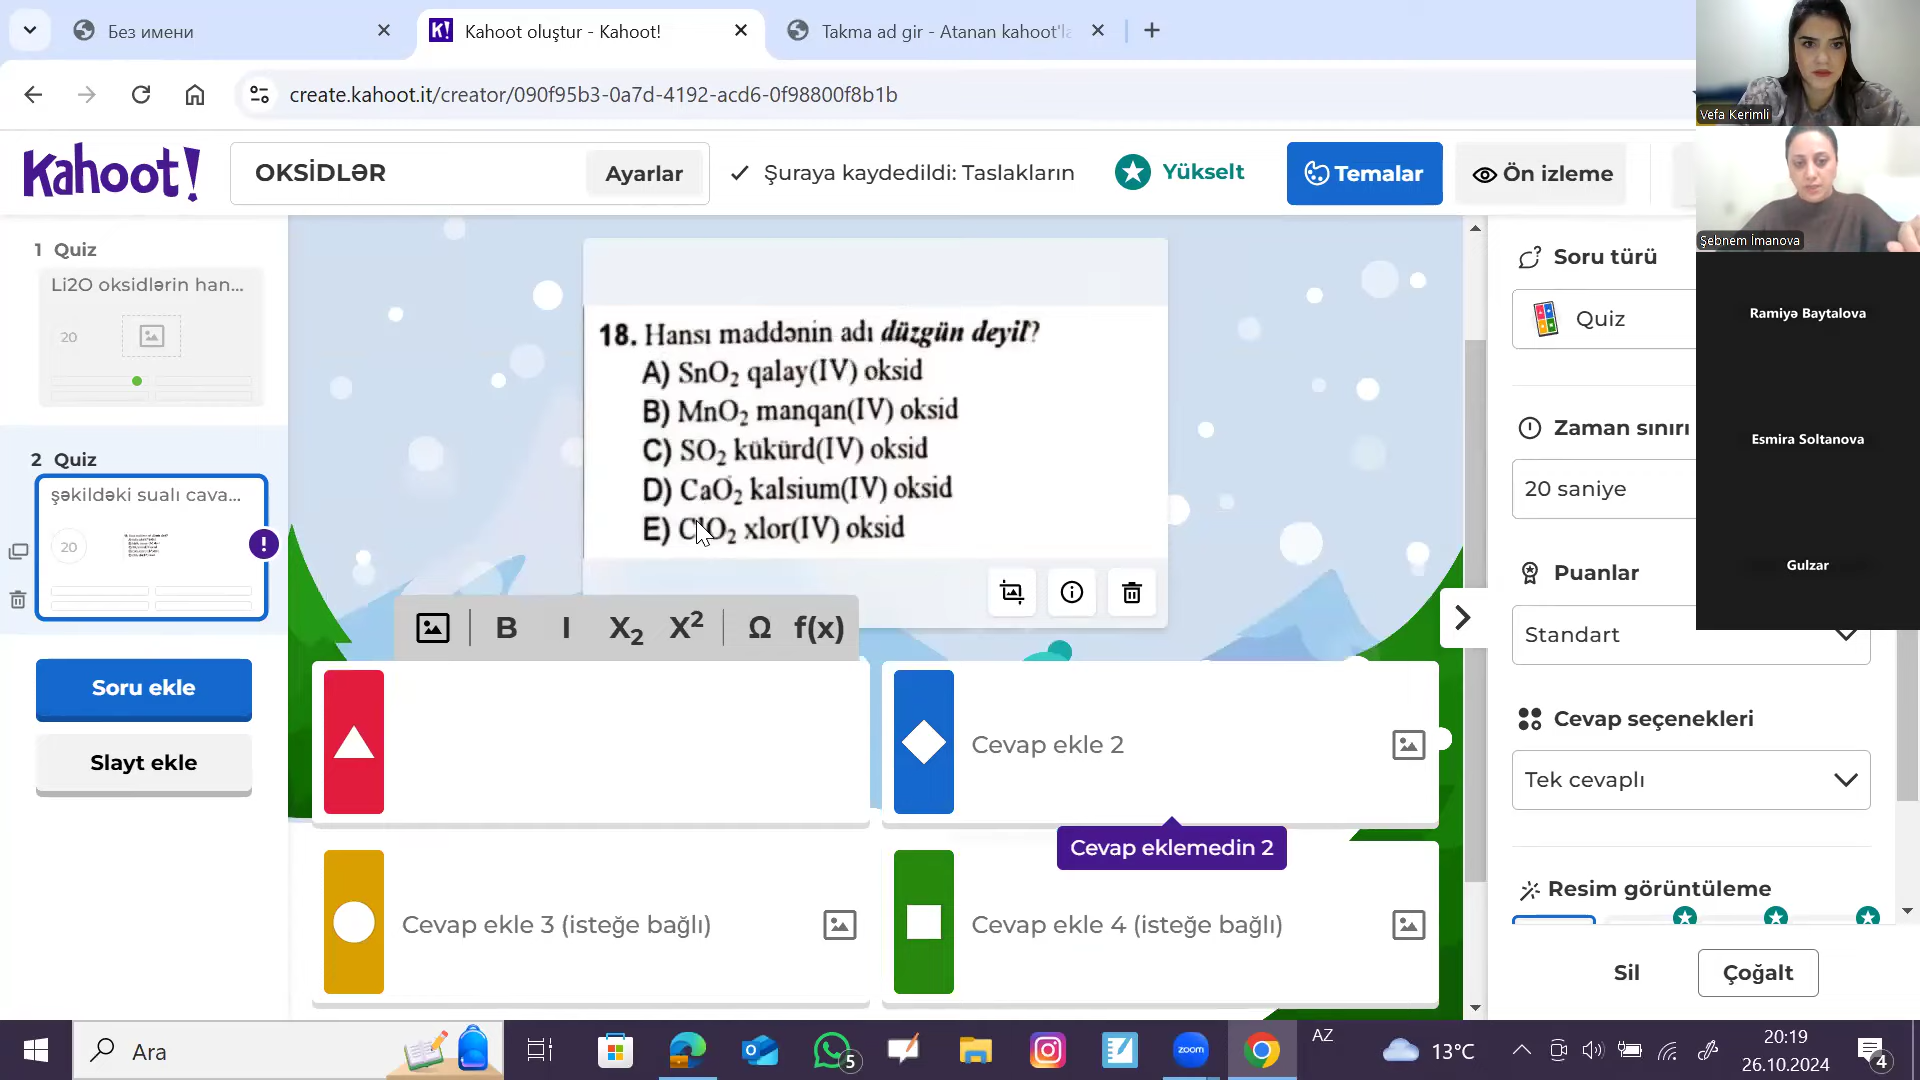 Без имени
Kahoot oluştur - Kahoot!
Takma ad gir - Atanan kahoot'la
create.kahoot.it/creator/090f95b3-0a7d-4192-acd6-0f98800f8b1b
Kahoot!
OKSİDLƏR
Ayarlar
Şuraya kaydedildi: Taslakların
Yükselt
Temalar
Ön izleme
Vefa Kerimli
Şebnem İmanova
Ramiyə Baytalova
Esmira Soltanova
Gulzar
1 Quiz
Li2O oksidlərin han...
20
2 Quiz
şəkildəki sualı cava...
20
Soru ekle
Slayt ekle
18. Hansı maddənin adı düzgün deyil?
A) SnO₂ qalay(IV) oksid
B) MnO₂ manqan(IV) oksid
C) SO₂ kükürd(IV) oksid
D) CaO₂ kalsium(IV) oksid
E) ClO₂ xlor(IV) oksid
B I X₂ X² Ω f(x)
Cevap ekle 2
Cevap eklemedin 2
Cevap ekle 3 (isteğe bağlı)
Cevap ekle 4 (isteğe bağlı)
Soru türü
Quiz
Zaman sınırı
20 saniye
Puanlar
Standart
Cevap seçenekleri
Tek cevaplı
Resim görüntüleme
Sil
Çoğalt
Ara
zoom
5
AZ
13°C
20:19
26.10.2024
4